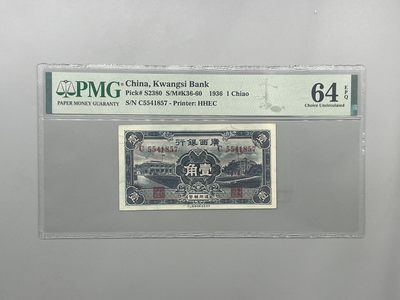 PMG
PAPER MONEY GUARANTY
China, Kwangsi Bank
Pick# S2380 S/M#K36-60 1936 1 Chiao
S/N C5541857 - Printer: HHEC
64 EPQ
Choice Uncirculated
行銀西廣
C 5541857 C 5541857
角壹